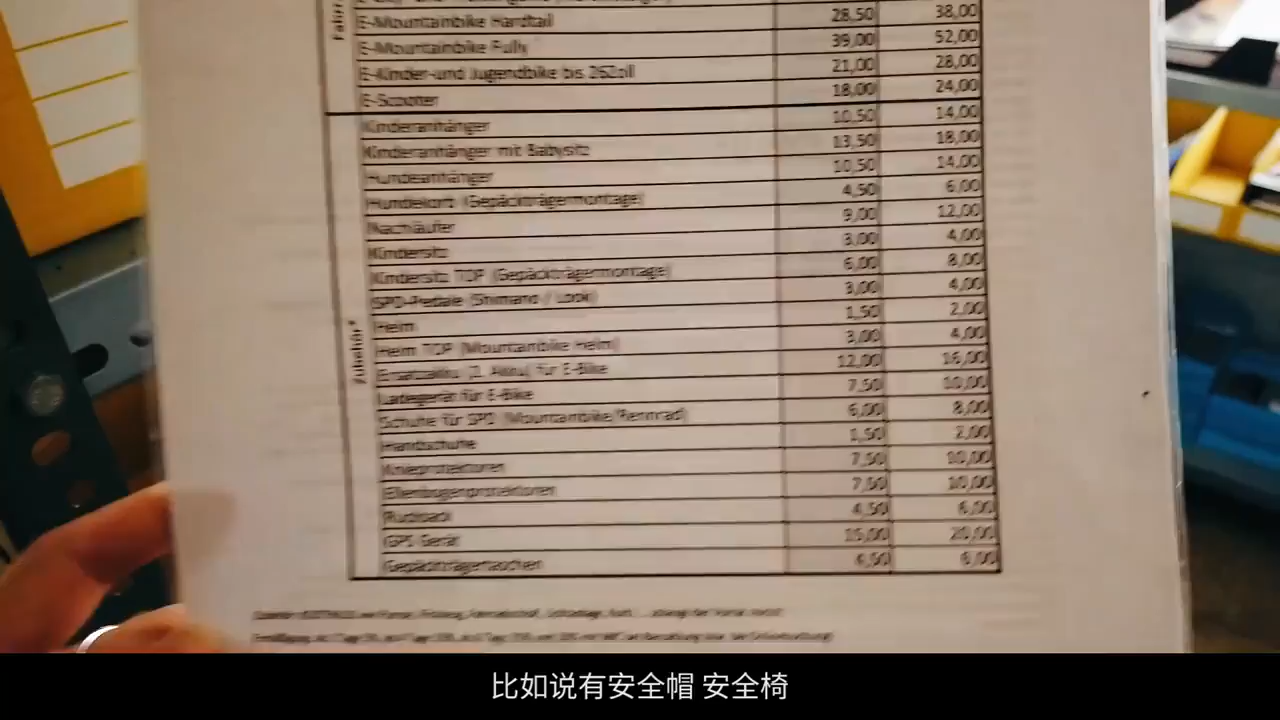 E-Mountainbike Hardtail 28,50 38,00
E-Mountainbike Fully 39,00 52,00
E-Kinder-und Jugendbike bis 26Zoll 21,00 28,00
E-Scooter 18,00 24,00
Kinderanhänger 10,50 14,00
Kinderanhänger mit Babysitz 13,50 18,00
Hundeanhänger 10,50 14,00
Hundekorb (Gepäckträgermontage) 4,50 6,00
Nachläufer 9,00 12,00
Kindersitz 3,00 4,00
Kindersitz TOP (Gepäckträgermontage) 6,00 8,00
SPD-Pedale (Shimano / Look) 3,00 4,00
Helm 1,50 2,00
Helm TOP (Mountainbike Helm) 3,00 4,00
Ersatzakku (2. Akku) für E-Bike 12,00 16,00
Ladegerät für E-Bike 7,50 10,00
Schuhe für SPD (Mountainbike/Rennrad) 6,00 8,00
Handschuhe 1,50 2,00
Knieprotektoren 7,50 10,00
Ellenbogenprotektoren 7,50 10,00
Rucksack 4,50 6,00
GPS Gerät 15,00 20,00
Gepäckträgertaschen 4,50 6,00
Zubehör*
比如说有安全帽 安全椅